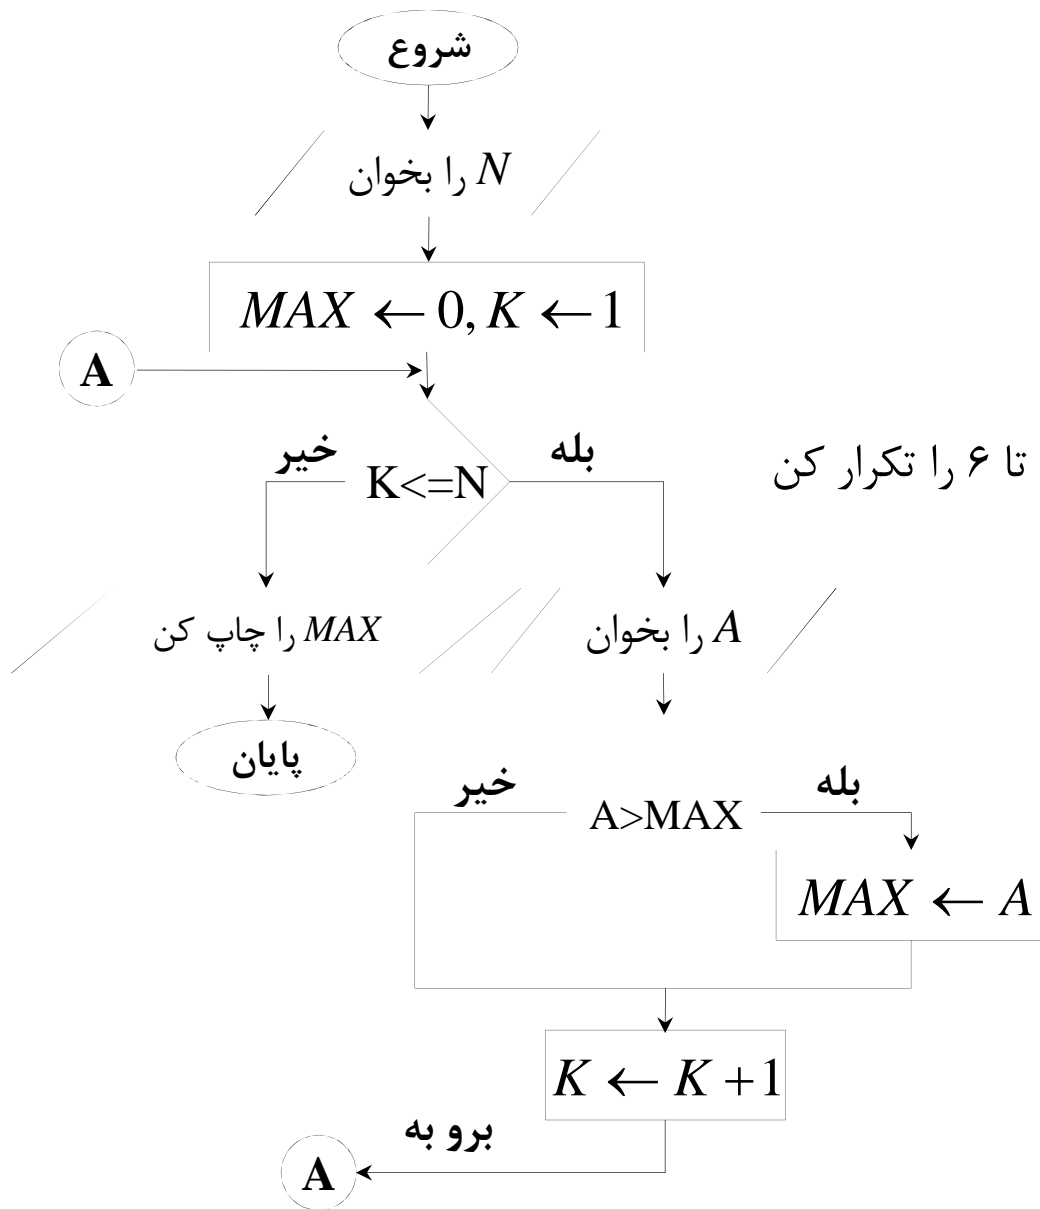 شروع
N را بخوان
MAX ← 0, K ← 1
A
خیر
بله
K<=N
تا ۶ را تکرار کن
MAX را چاپ کن
A را بخوان
پایان
خیر
بله
A>MAX
MAX ← A
K ← K + 1
برو به
A